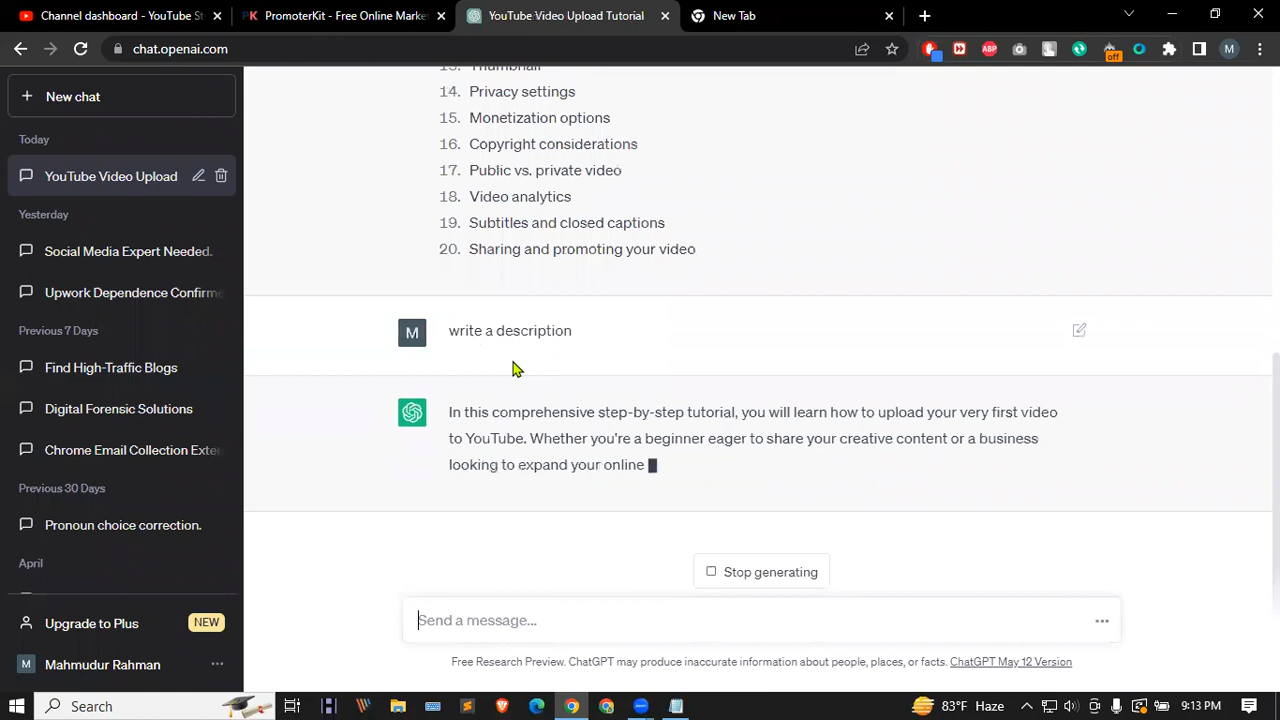 Dashboard - YouTube St
PromoterKit - Free Online Marke
YouTube Video Upload Tutorial
New Tab
chat.openai.com
off
M
New chat
Today
YouTube Video Upload
Yesterday
Social Media Expert Needed.
Upwork Dependence Confirme
Previous 7 Days
Find High-Traffic Blogs
Digital Forensic Solutions
Chrome Email Collection Exter
Previous 30 Days
Pronoun choice correction.
April
Upgrade to Plus
NEW
M
Mahmudur Rahman
14. Privacy settings
15. Monetization options
16. Copyright considerations
17. Public vs. private video
18. Video analytics
19. Subtitles and closed captions
20. Sharing and promoting your video
M
write a description
In this comprehensive step-by-step tutorial, you will learn how to upload your very first video
to YouTube. Whether you're a beginner eager to share your creative content or a business
looking to expand your online
Stop generating
Send a message...
Free Research Preview. ChatGPT may produce inaccurate information about people, places, or facts. ChatGPT May 12 Version
Search
83°F Haze
9:13 PM